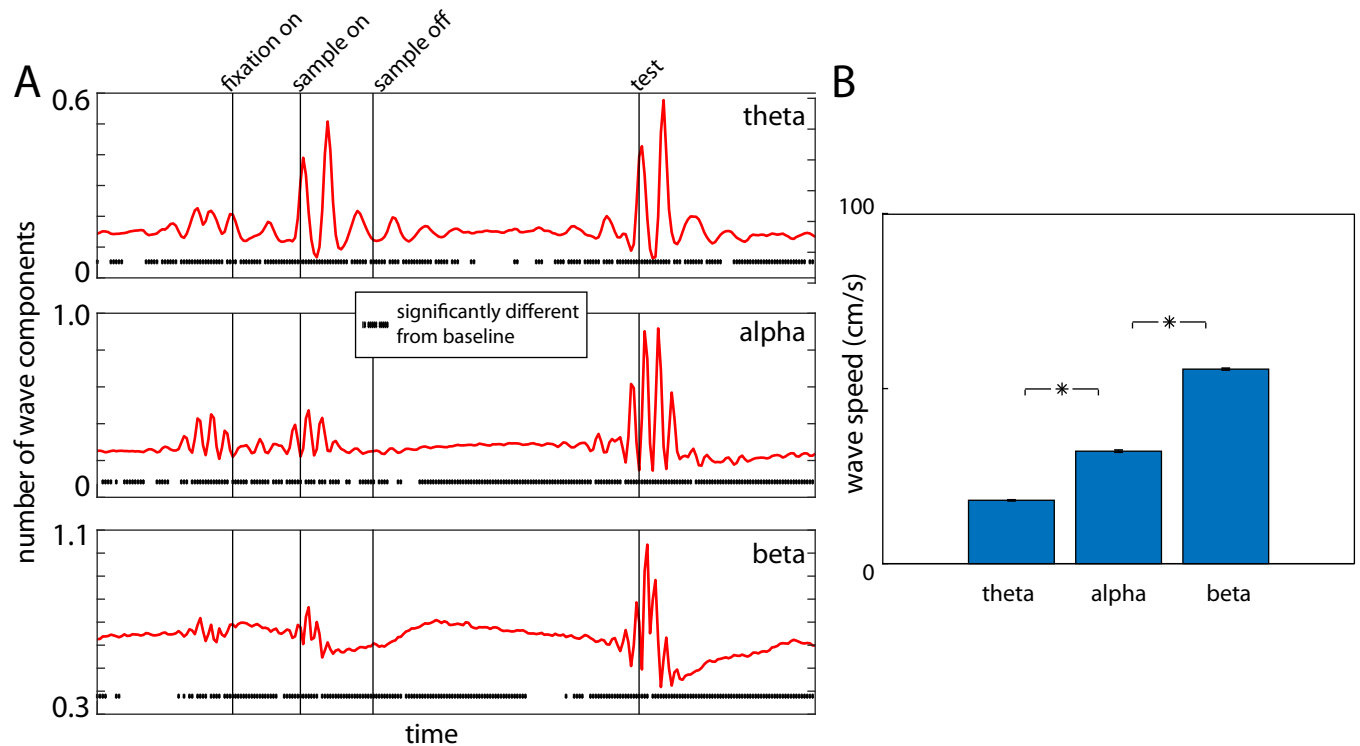 A
fixation on
sample on
sample off
test
B
0.6
theta
0
number of wave components
significantly different
from baseline
1.0
alpha
0
1.1
beta
0.3
time
100
wave speed (cm/s)
*
*
0
theta
alpha
beta